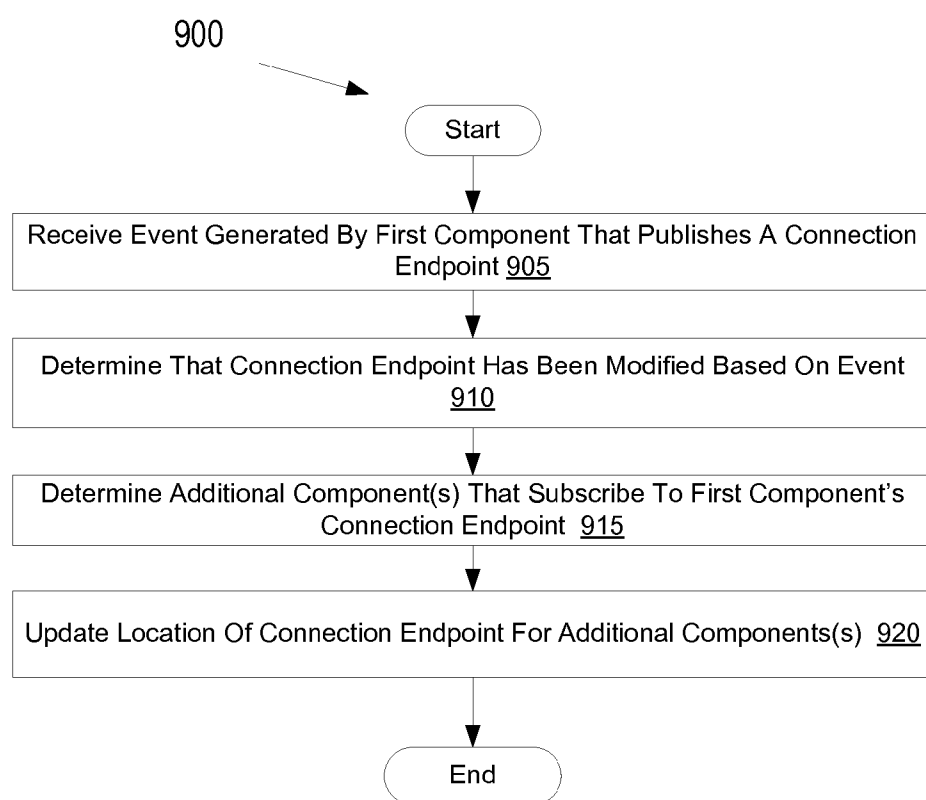 900
Start
Receive Event Generated By First Component That Publishes A Connection
Endpoint 905
Determine That Connection Endpoint Has Been Modified Based On Event
910
Determine Additional Component(s) That Subscribe To First Component's
Connection Endpoint 915
Update Location Of Connection Endpoint For Additional Components(s) 920
End